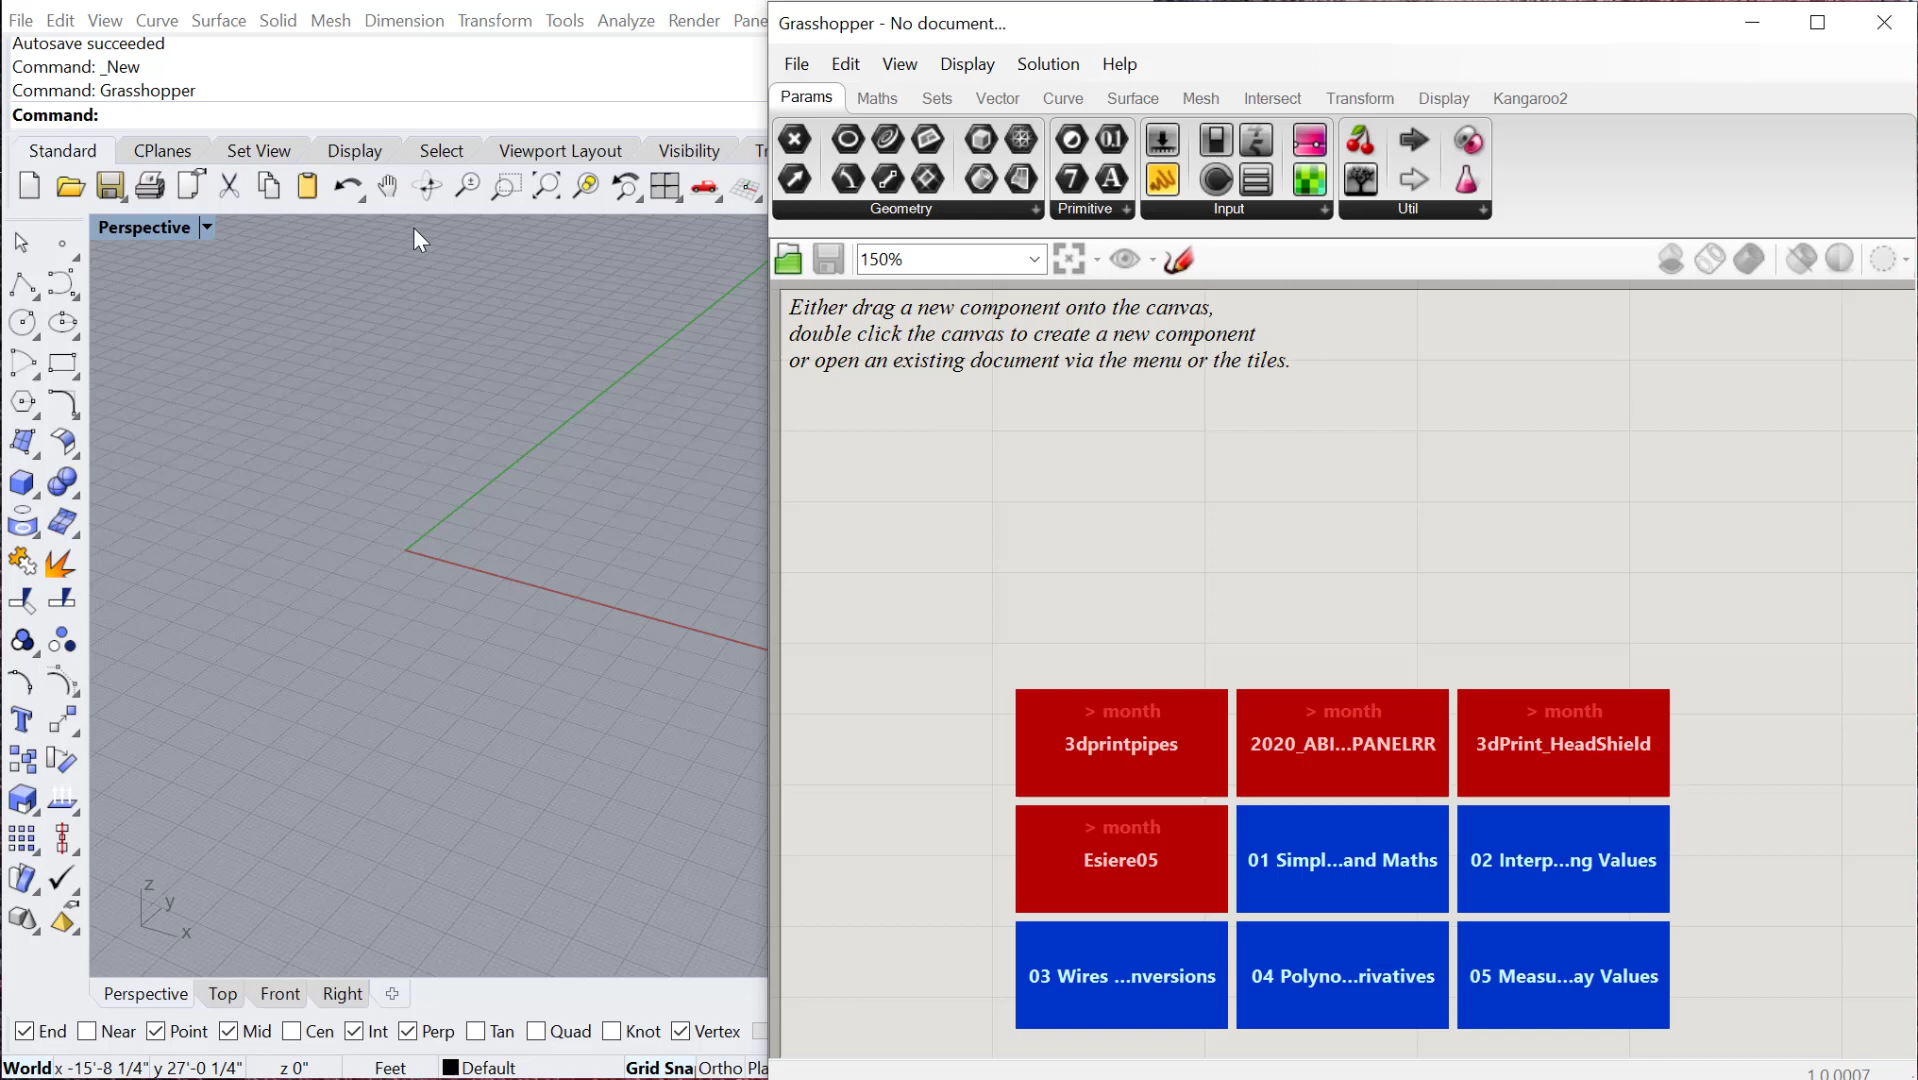 File Edit View Curve Surface Solid Mesh Dimension Transform Tools Analyze Render Pane
Autosave succeeded
Command: _New
Command: Grasshopper
Command:
Standard CPlanes Set View Display Select Viewport Layout Visibility Tr
Perspective
z
y
x
Perspective Top Front Right
End Near Point Mid Cen Int Perp Tan Quad Knot Vertex
World x -15'-8 1/4" y 27'-0 1/4" z 0" Feet Default Grid Sna Ortho Pla
Grasshopper - No document...
File Edit View Display Solution Help
Params Maths Sets Vector Curve Surface Mesh Intersect Transform Display Kangaroo2
Geometry Primitive Input Util
150%
Either drag a new component onto the canvas,
double click the canvas to create a new component
or open an existing document via the menu or the tiles.
> month > month > month
3dprintpipes 2020_ABI...PANELRR 3dPrint_HeadShield
> month
Esiere05 01 Simpl...and Maths 02 Interp...ng Values
03 Wires ...nversions 04 Polyno...rivatives 05 Measu...ay Values
1.0.0007